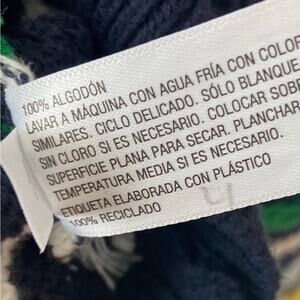 100% ALGODÓN
LAVAR A MÁQUINA CON AGUA FRÍA CON COLOR
SIMILARES. CICLO DELICADO. SÓLO BLANQUE
SIN CLORO SI ES NECESARIO. COLOCAR SOBR
SUPERFICIE PLANA PARA SECAR. PLANCHAR
TEMPERATURA MEDIA SI ES NECESARIO.
ETIQUETA ELABORADA CON PLÁSTICO
100% RECICLADO